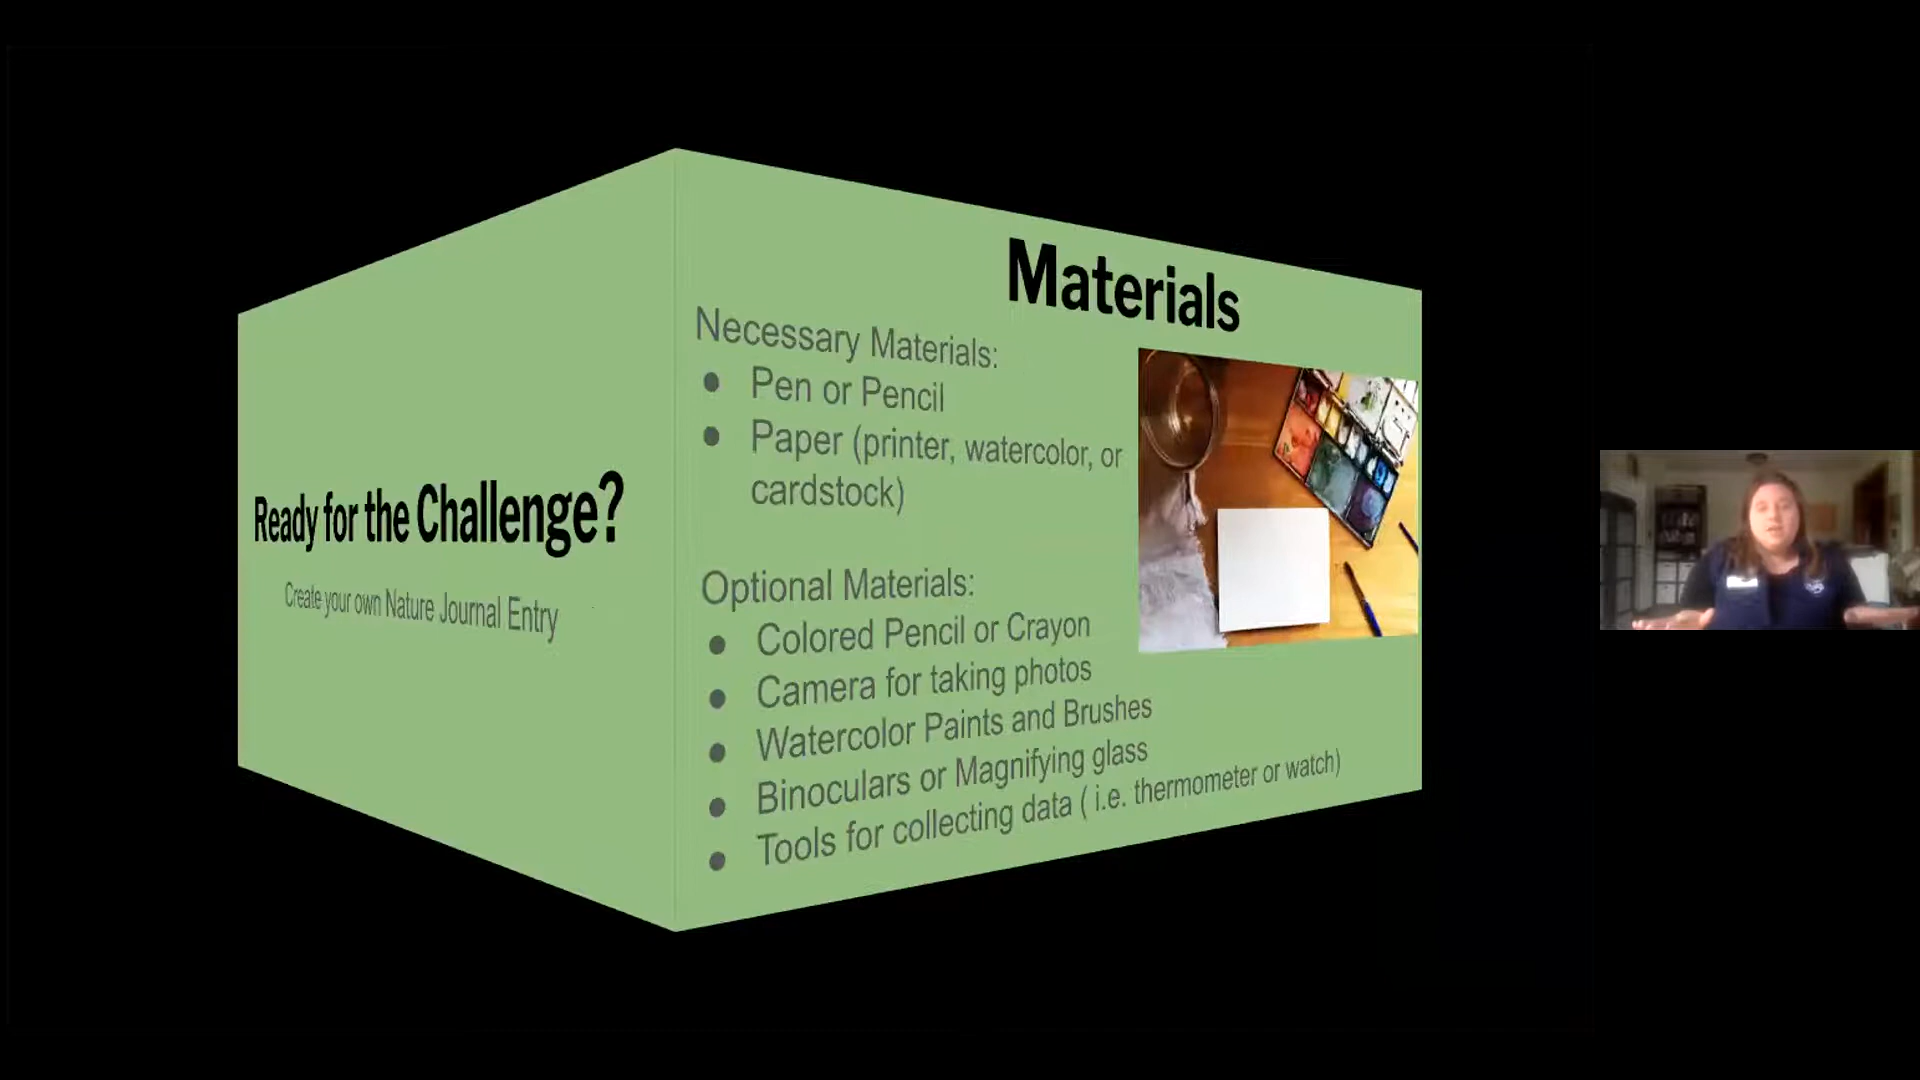 Ready for the Challenge?
Create your own Nature Journal Entry
Materials
Necessary Materials:
● Pen or Pencil
● Paper (printer, watercolor, or
cardstock)
Optional Materials:
● Colored Pencil or Crayon
● Camera for taking photos
● Watercolor Paints and Brushes
● Binoculars or Magnifying glass
● Tools for collecting data ( i.e. thermometer or watch)